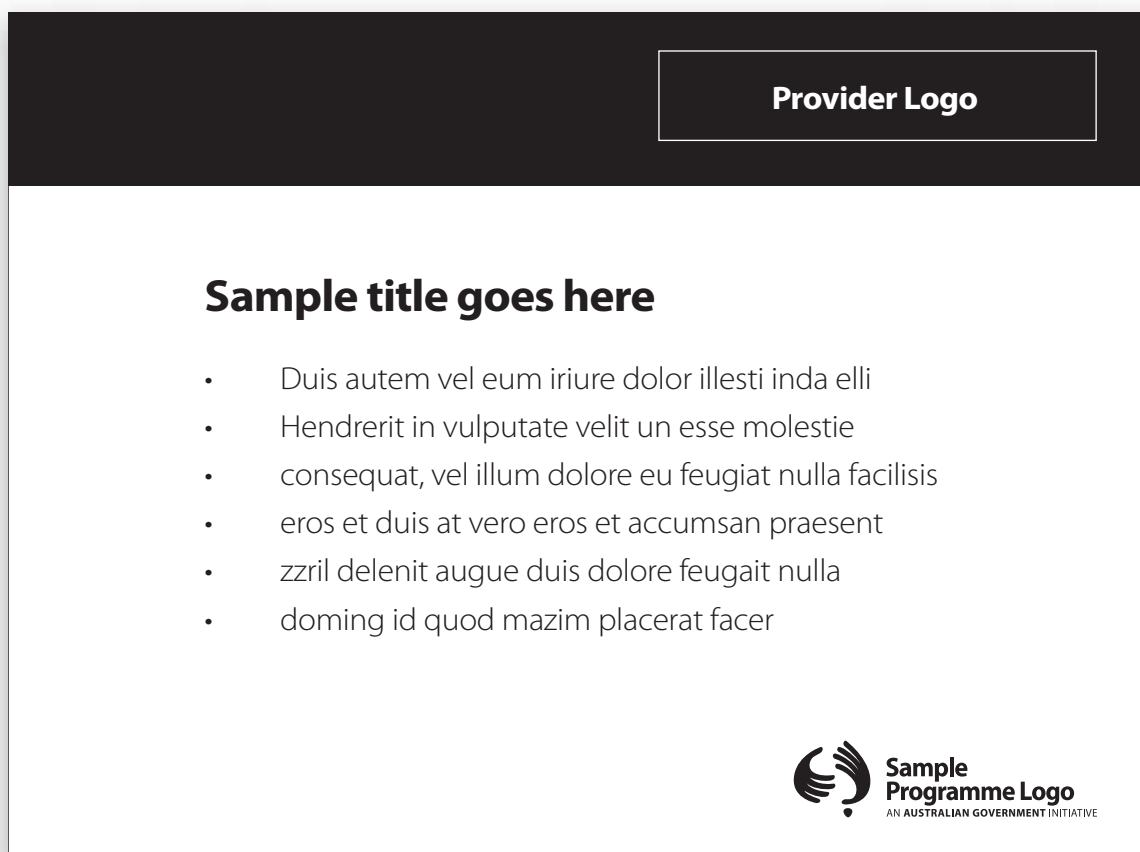 Provider Logo
Sample title goes here
• Duis autem vel eum iriure dolor illesti inda elli
• Hendrerit in vulputate velit un esse molestie
• consequat, vel illum dolore eu feugiat nulla facilisis
• eros et duis at vero eros et accumsan praesent
• zzril delenit augue duis dolore feugait nulla
• doming id quod mazim placerat facer
Sample
Programme Logo
AN AUSTRALIAN GOVERNMENT INITIATIVE